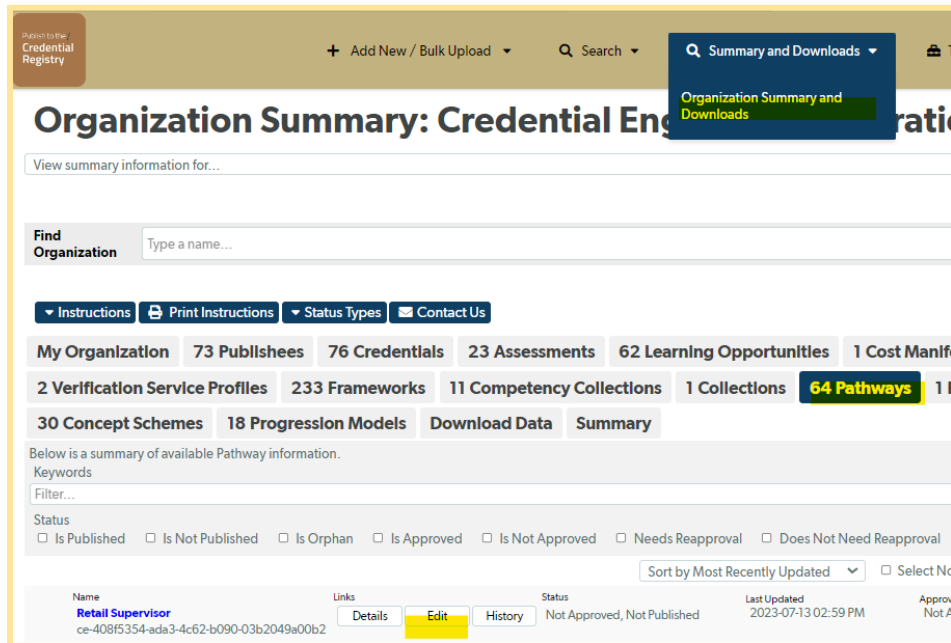 Publish to the /
Credential
Registry
Add New / Bulk Upload
Search
Summary and Downloads
Organization Summary and
Downloads
Organization Summary: Credential Eng
View summary information for...
Find
Organization
Type a name...
Instructions
Print Instructions
Status Types
Contact Us
My Organization 73 Publishees 76 Credentials 23 Assessments 62 Learning Opportunities 1 Cost Manif
2 Verification Service Profiles 233 Frameworks 11 Competency Collections 1 Collections 64 Pathways 1
30 Concept Schemes 18 Progression Models Download Data Summary
Below is a summary of available Pathway information.
Keywords
Filter...
Status
Is Published Is Not Published Is Orphan Is Approved Is Not Approved Needs Reapproval Does Not Need Reapproval
Sort by Most Recently Updated Select No
Name Links Status Last Updated Approv
Retail Supervisor Details Edit History Not Approved, Not Published 2023-07-13 02:59 PM Not A
ce-408f5354-ada3-4c62-b090-03b2049a00b2